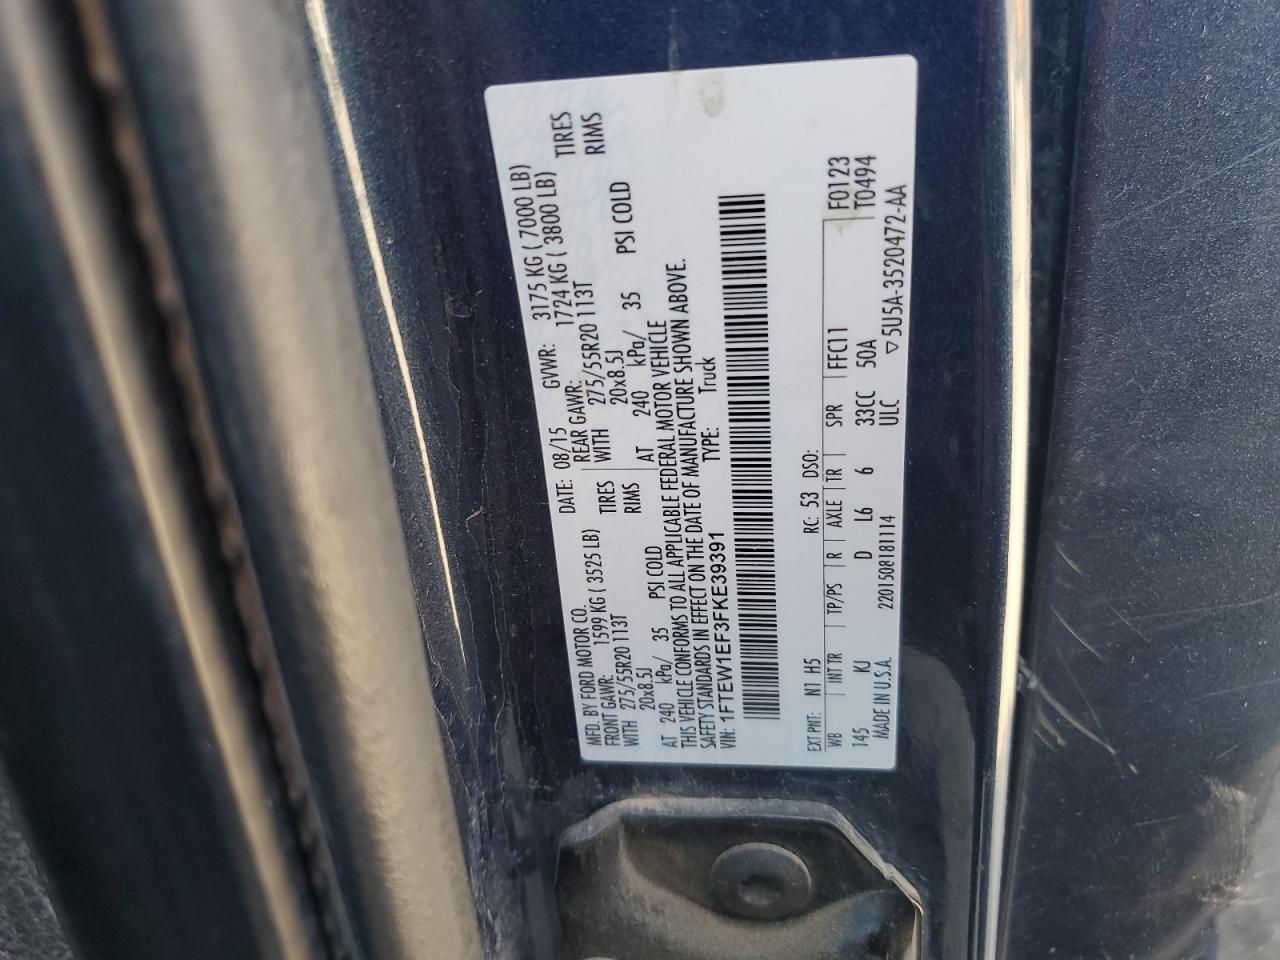 MFD. BY FORD MOTOR CO. DATE: 08/15 GVWR: 3175 KG ( 7000 LB)
FRONT GAWR: 1599 KG ( 3525 LB) REAR GAWR: 1724 KG ( 3800 LB)
WITH 275/55R20 113T TIRES WITH 275/55R20 113T TIRES
20x8.5J RIMS 20x8.5J RIMS
AT 240 kPa/ 35 PSI COLD AT 240 kPa/ 35 PSI COLD
THIS VEHICLE CONFORMS TO ALL APPLICABLE FEDERAL MOTOR VEHICLE
SAFETY STANDARDS IN EFFECT ON THE DATE OF MANUFACTURE SHOWN ABOVE.
VIN: 1FTEW1EF3FKE39391 TYPE: Truck
EXT PNT: N1 H5 RC: 53 DSO:
WB INT TR TP/PS R AXLE TR SPR FFC11 F0123
145 KJ D L6 6 33CC 50A T0494
MADE IN U.S.A. 2201508181114 ULC ▽5U5A-3520472-AA